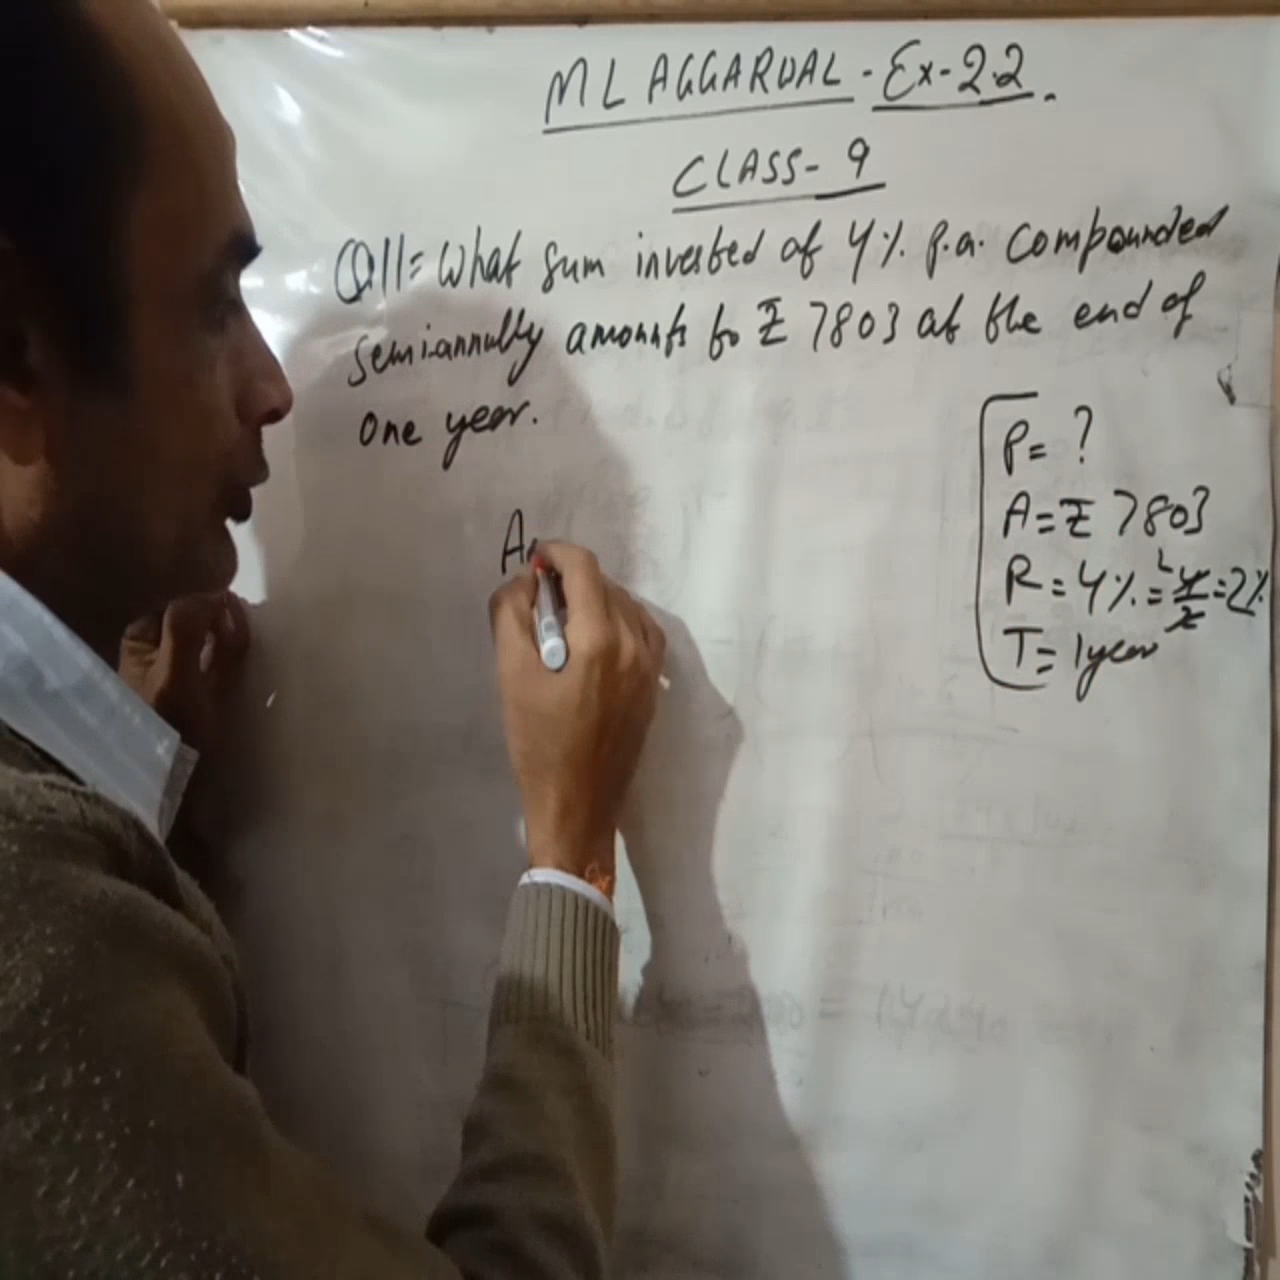 ML AGGARWAL - Ex-2.2.
CLASS-9
Q11= What sum invested at 4% p.a. compounded
semiannully amounts to ₹ 7803 at the end of
One year.
P= ?
A= ₹ 7803
R= 4% = 4/2 = 2%
T= 1 year
A